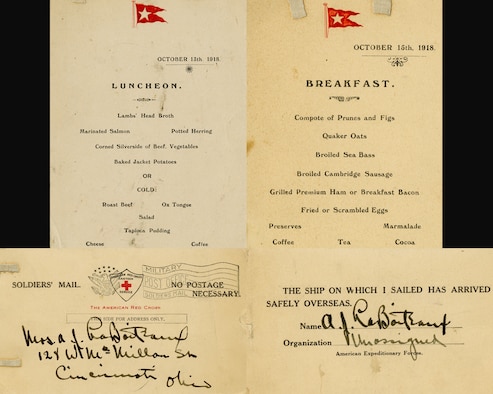 OCTOBER 13th, 1918.
LUNCHEON.
Lambs' Head Broth
Marinated Salmon Potted Herring
Corned Silversides of Beef, Vegetables
Baked Jacket Potatoes
OR
COLD:
Roast Beef Ox Tongue
Salad
Tapioca Pudding
Cheese Coffee
OCTOBER 15th, 1918.
BREAKFAST.
Compote of Prunes and Figs
Quaker Oats
Broiled Sea Bass
Broiled Cambridge Sausage
Grilled Premium Ham or Breakfast Bacon
Fried or Scrambled Eggs
Preserves Marmalade
Coffee Tea Cocoa
SOLDIERS' MAIL.
MILITARY
POST OFFICE
SOLDIERS MAIL
NO POSTAGE
NECESSARY.
The American Red Cross
SIDE FOR ADDRESS ONLY.
Mrs. A. J. LaBertrand
124 W. McMillan St
Cincinnati Ohio
THE SHIP ON WHICH I SAILED HAS ARRIVED
SAFELY OVERSEAS.
Name A. J.
Organization Unassigned
American Expeditionary Forces.